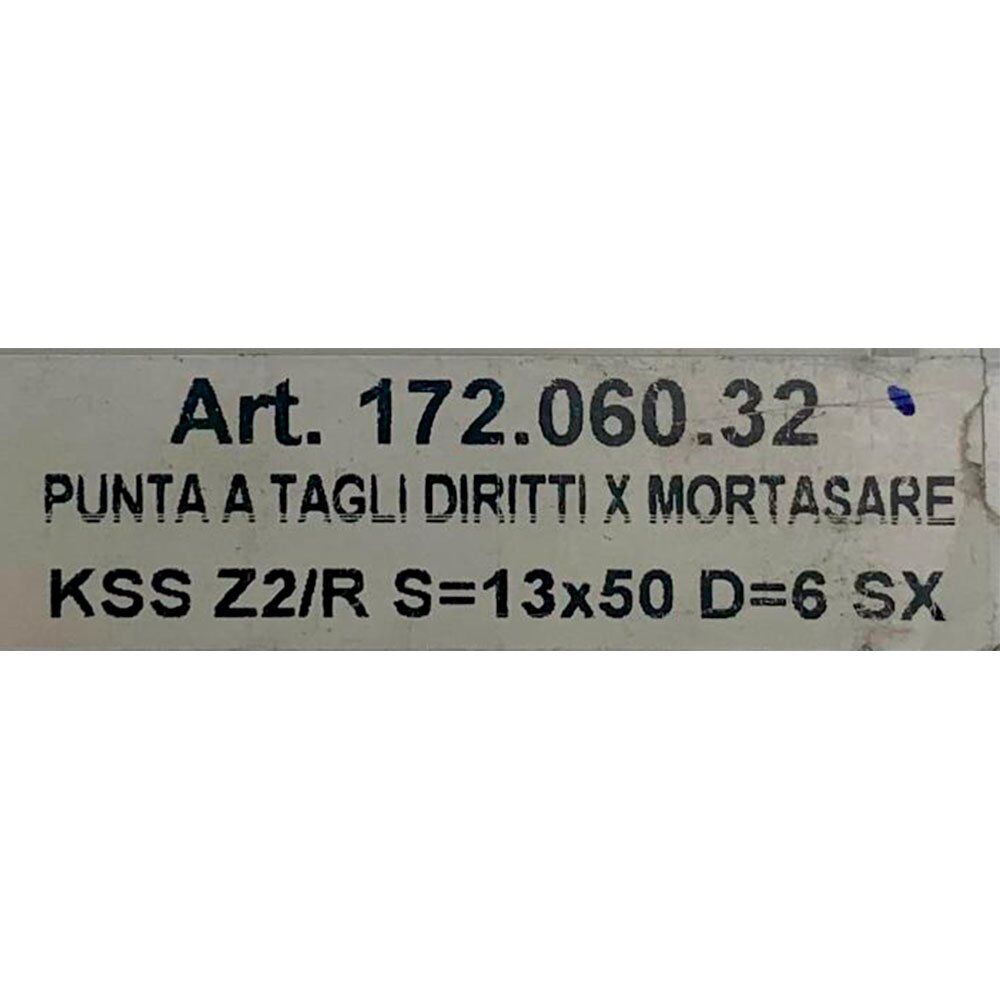 Art. 172.060.32
PUNTA A TAGLI DIRITTI X MORTASARE
KSS Z2/R S=13x50 D=6 SX